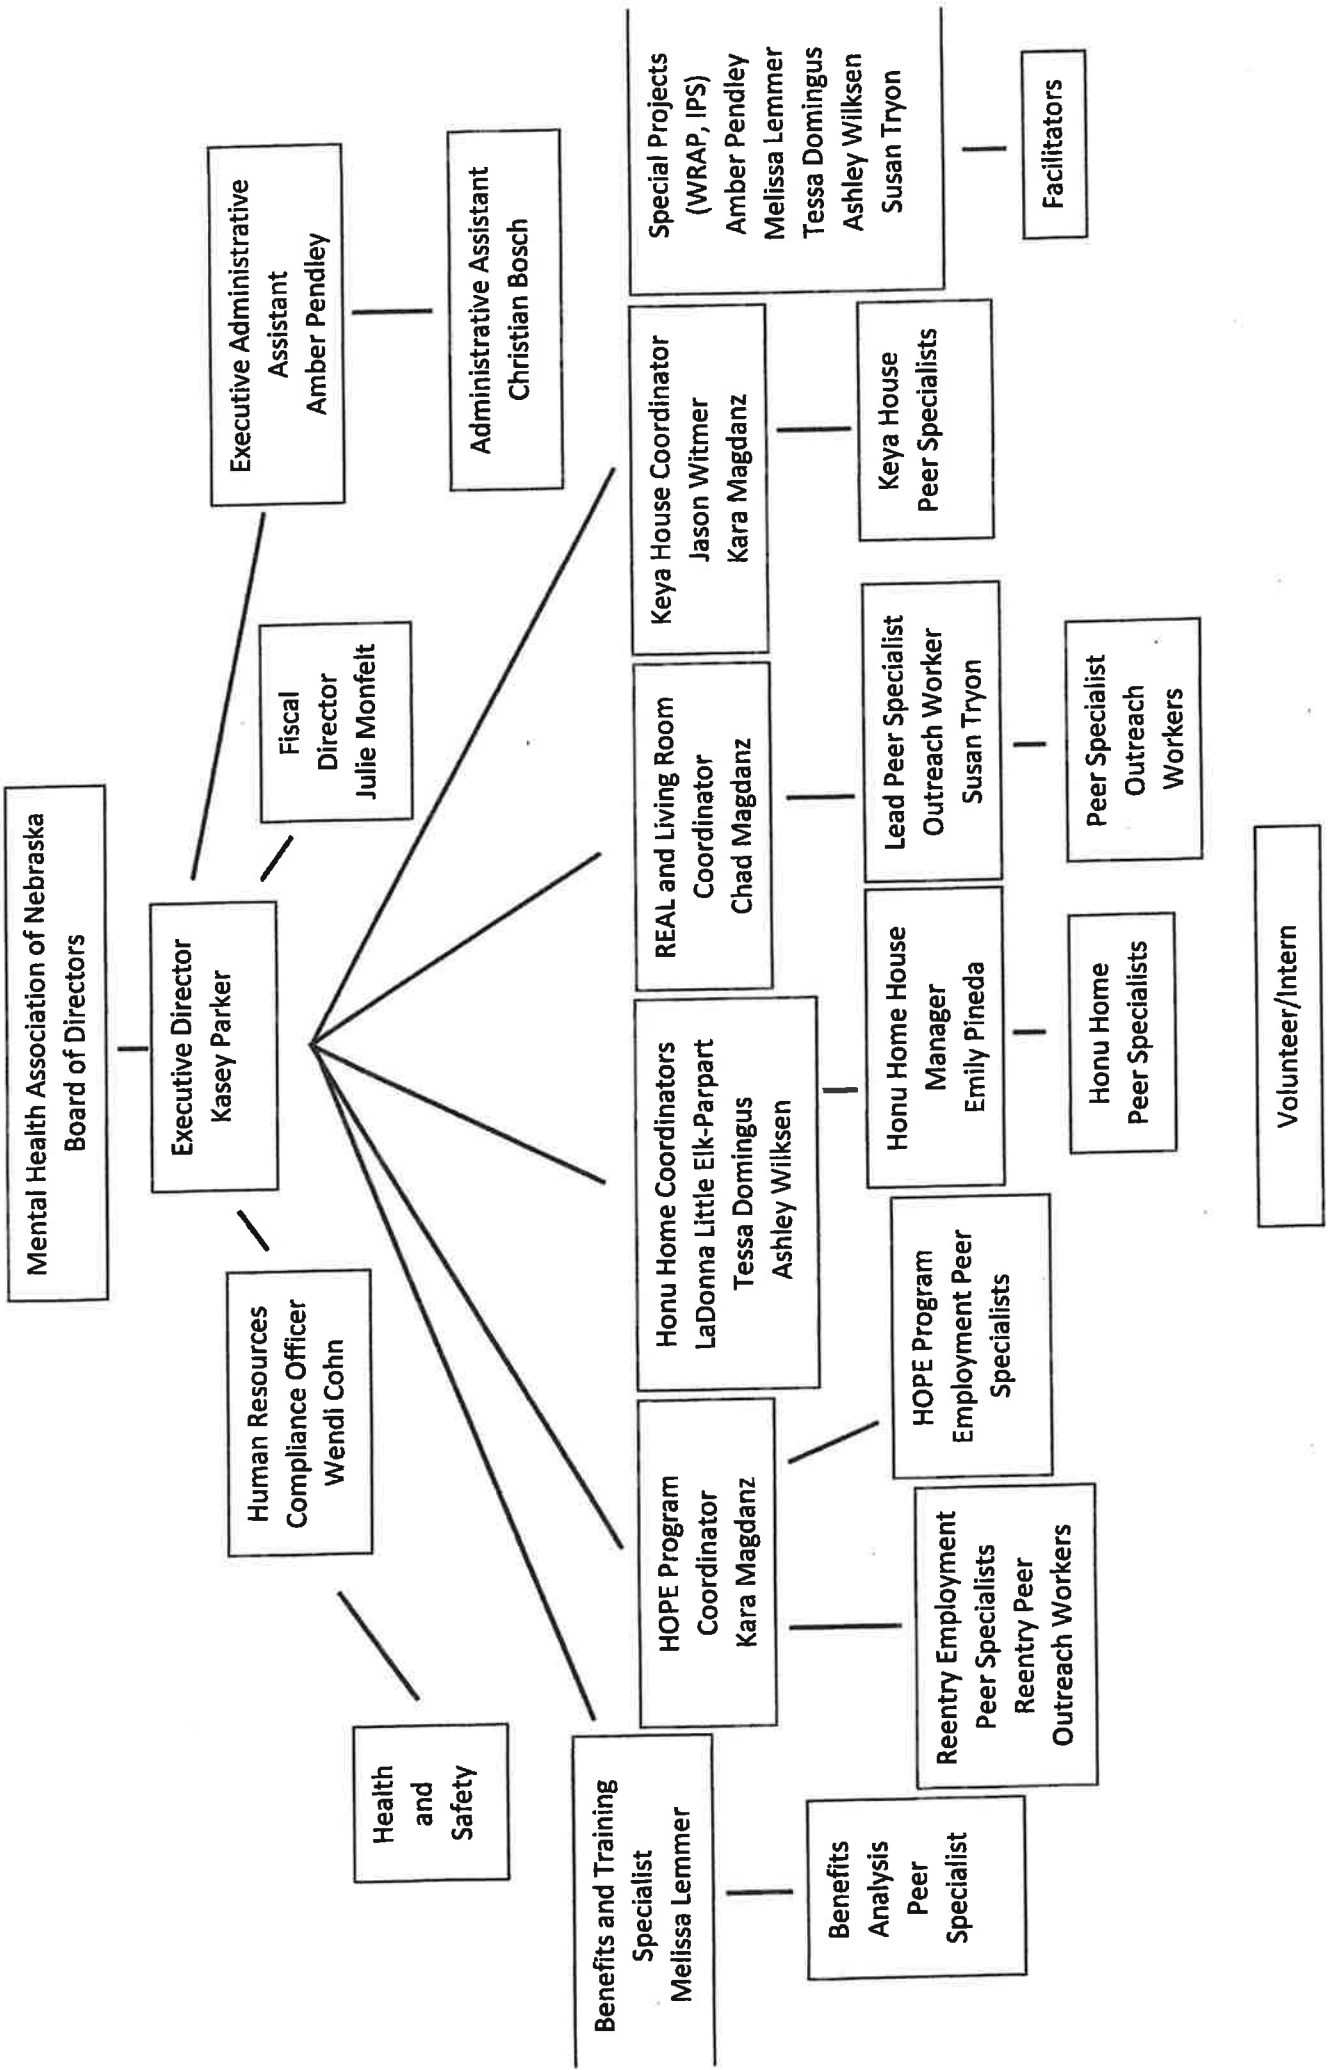 Mental Health Association of Nebraska
Board of Directors
Executive Director
Kasey Parker
Human Resources
Compliance Officer
Wendi Cohn
Fiscal
Director
Julie Monfelt
Executive Administrative
Assistant
Amber Pendley
Health
and
Safety
Administrative Assistant
Christian Bosch
Benefits and Training
Specialist
Melissa Lemmer
HOPE Program
Coordinator
Kara Magdanz
Honu Home Coordinators
LaDonna Little Elk-Parpart
Tessa Domingus
Ashley Wilksen
REAL and Living Room
Coordinator
Chad Magdanz
Keya House Coordinator
Jason Witmer
Kara Magdanz
Special Projects
(WRAP, IPS)
Amber Pendley
Melissa Lemmer
Tessa Domingus
Ashley Wilksen
Susan Tryon
Benefits
Analysis
Peer
Specialist
Reentry Employment
Peer Specialists
Reentry Peer
Outreach Workers
HOPE Program
Employment Peer
Specialists
Honu Home House
Manager
Emily Pineda
Lead Peer Specialist
Outreach Worker
Susan Tryon
Keya House
Peer Specialists
Facilitators
Honu Home
Peer Specialists
Peer Specialist
Outreach
Workers
Volunteer/Intern